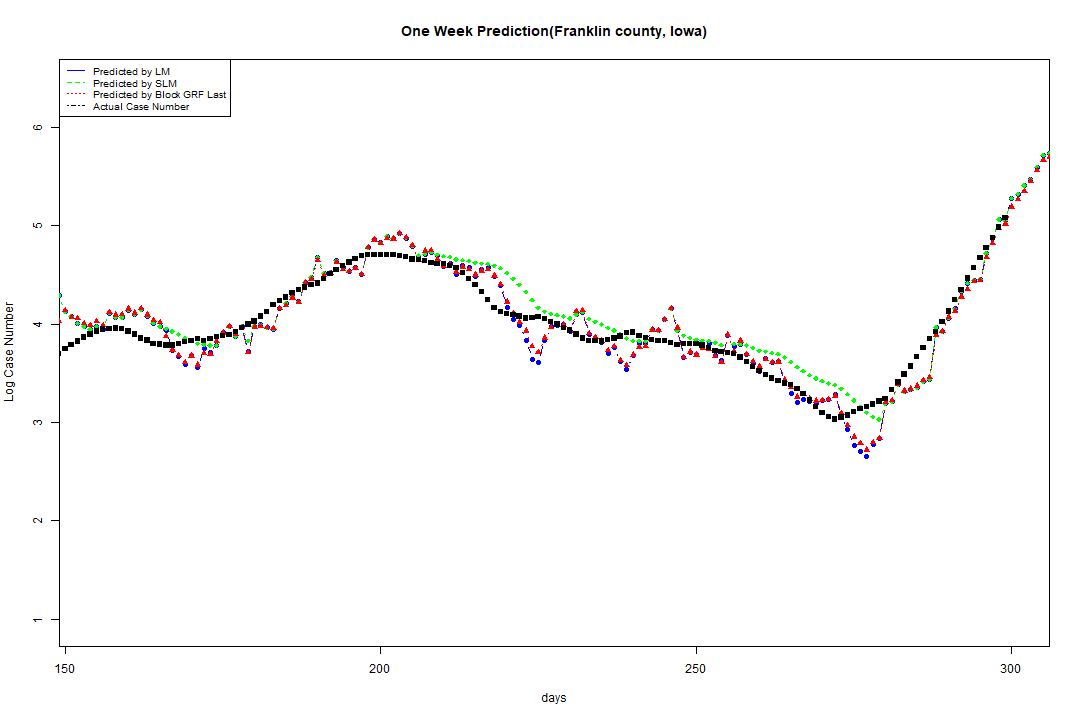 One Week Prediction(Franklin county, Iowa)
Predicted by LM
Predicted by SLM
Predicted by Block GRF Last
Actual Case Number
6
5
4
3
2
1
Log Case Number
150
200
250
300
days